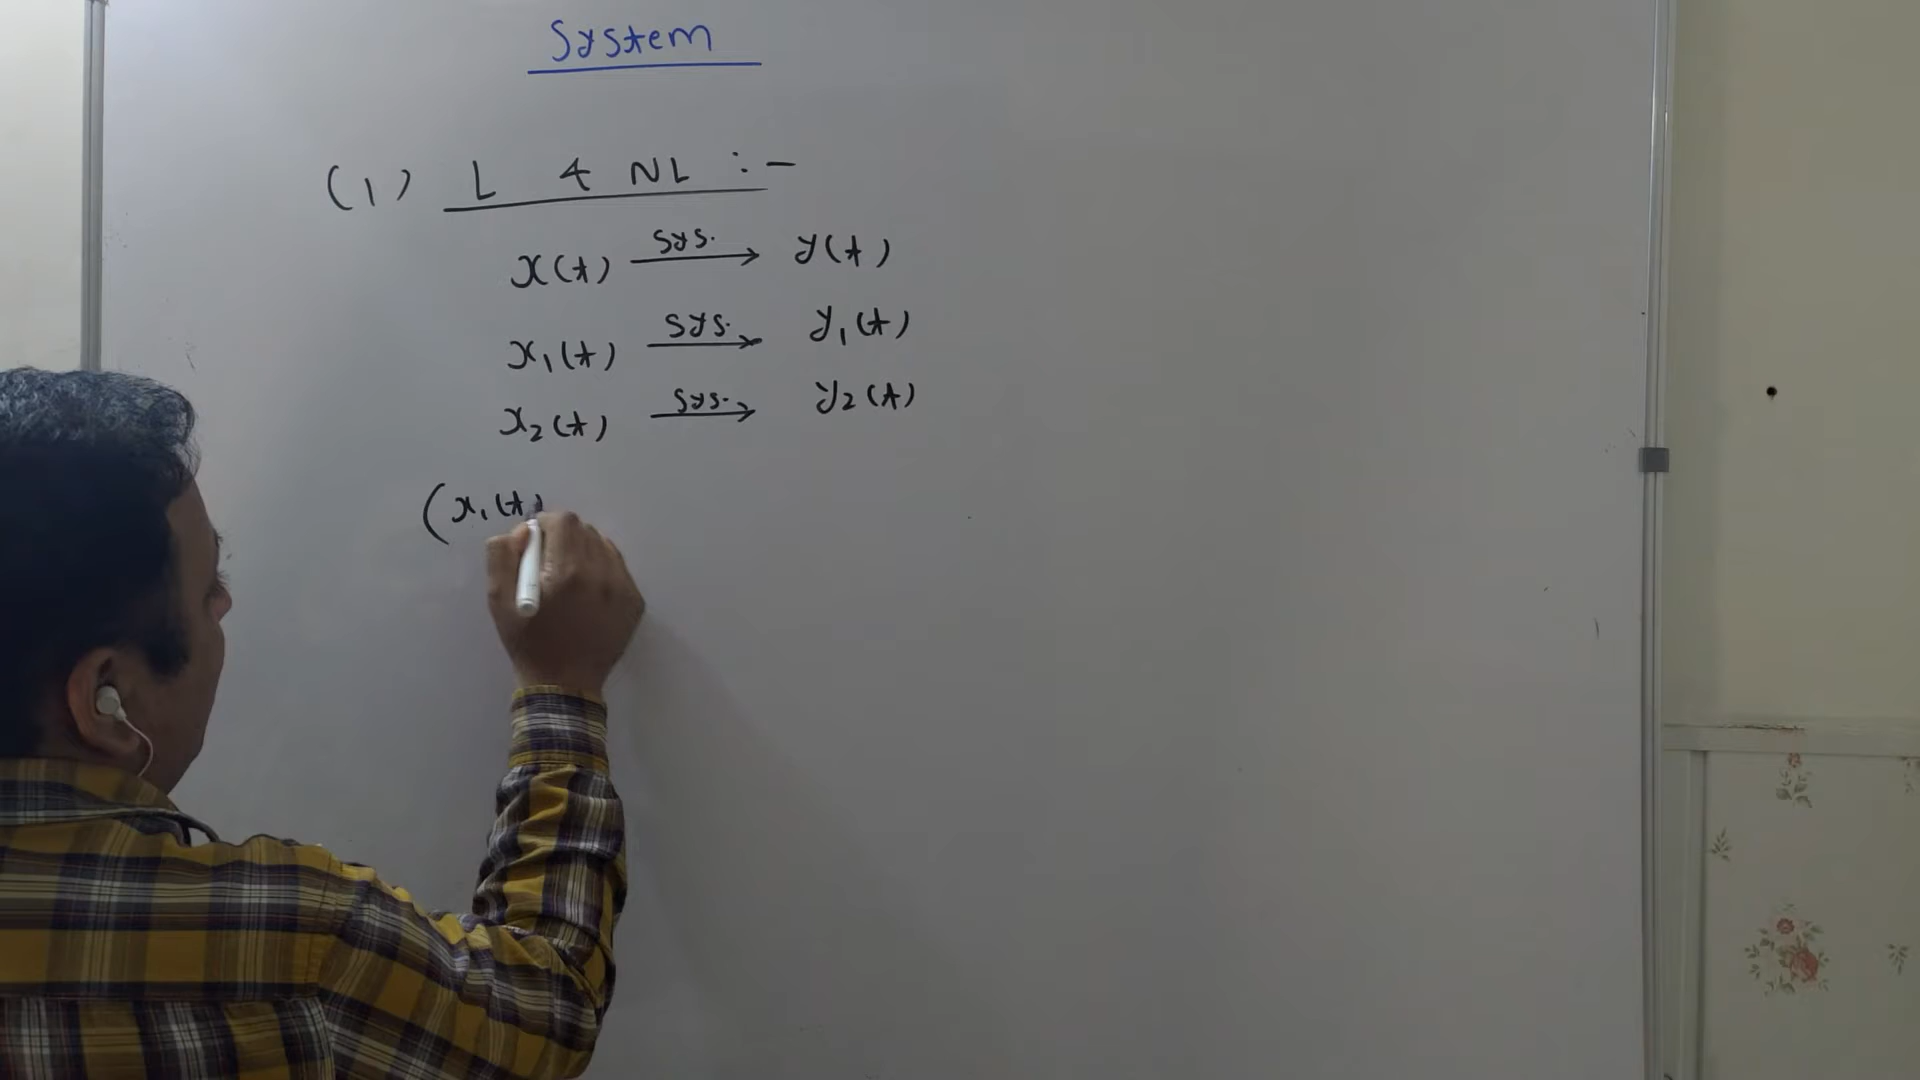 System
(1) L & NL :-
x(t) sys. → y(t)
x₁(t) sys. → y₁(t)
x₂(t) sys. → y₂(t)
(x₁(t)